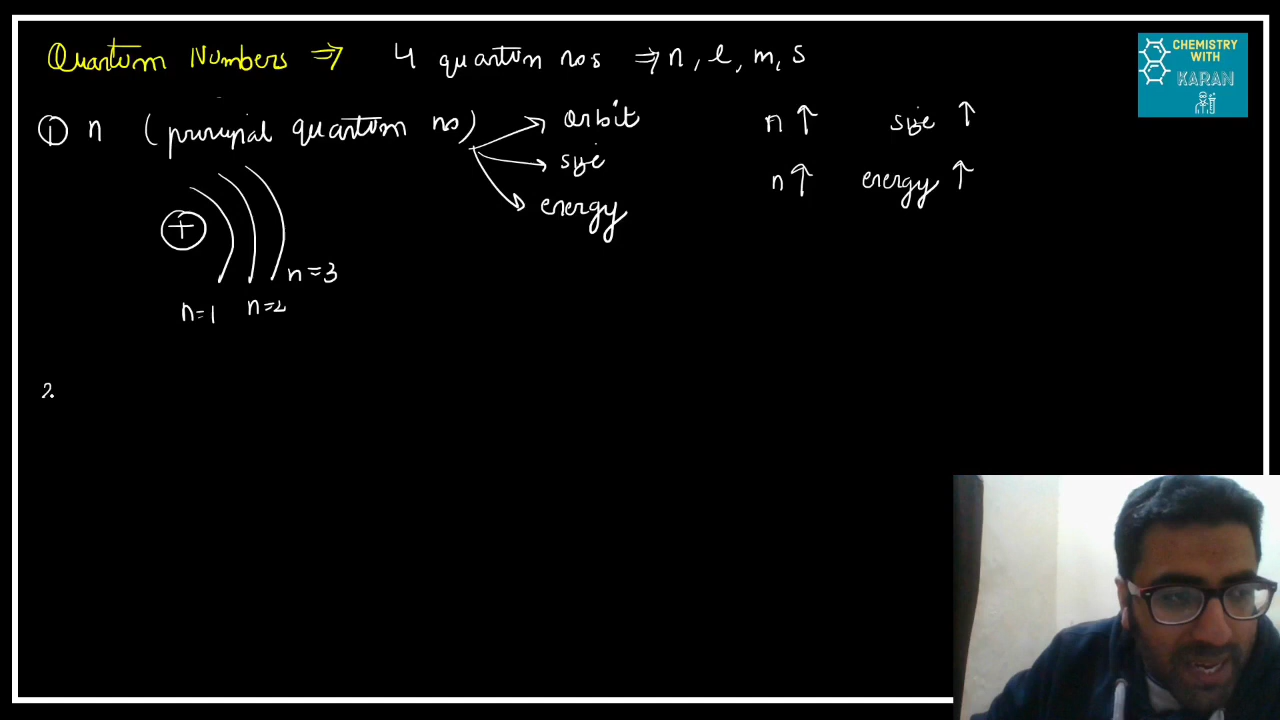 Quantum Numbers ⇒ 4 quantum nos ⇒ n, l, m, s
CHEMISTRY
WITH
KARAN
① n (principal quantum no)
orbit
size
energy
n ↑ size ↑
n ↑ energy ↑
+
n=1
n=2
n=3
2.